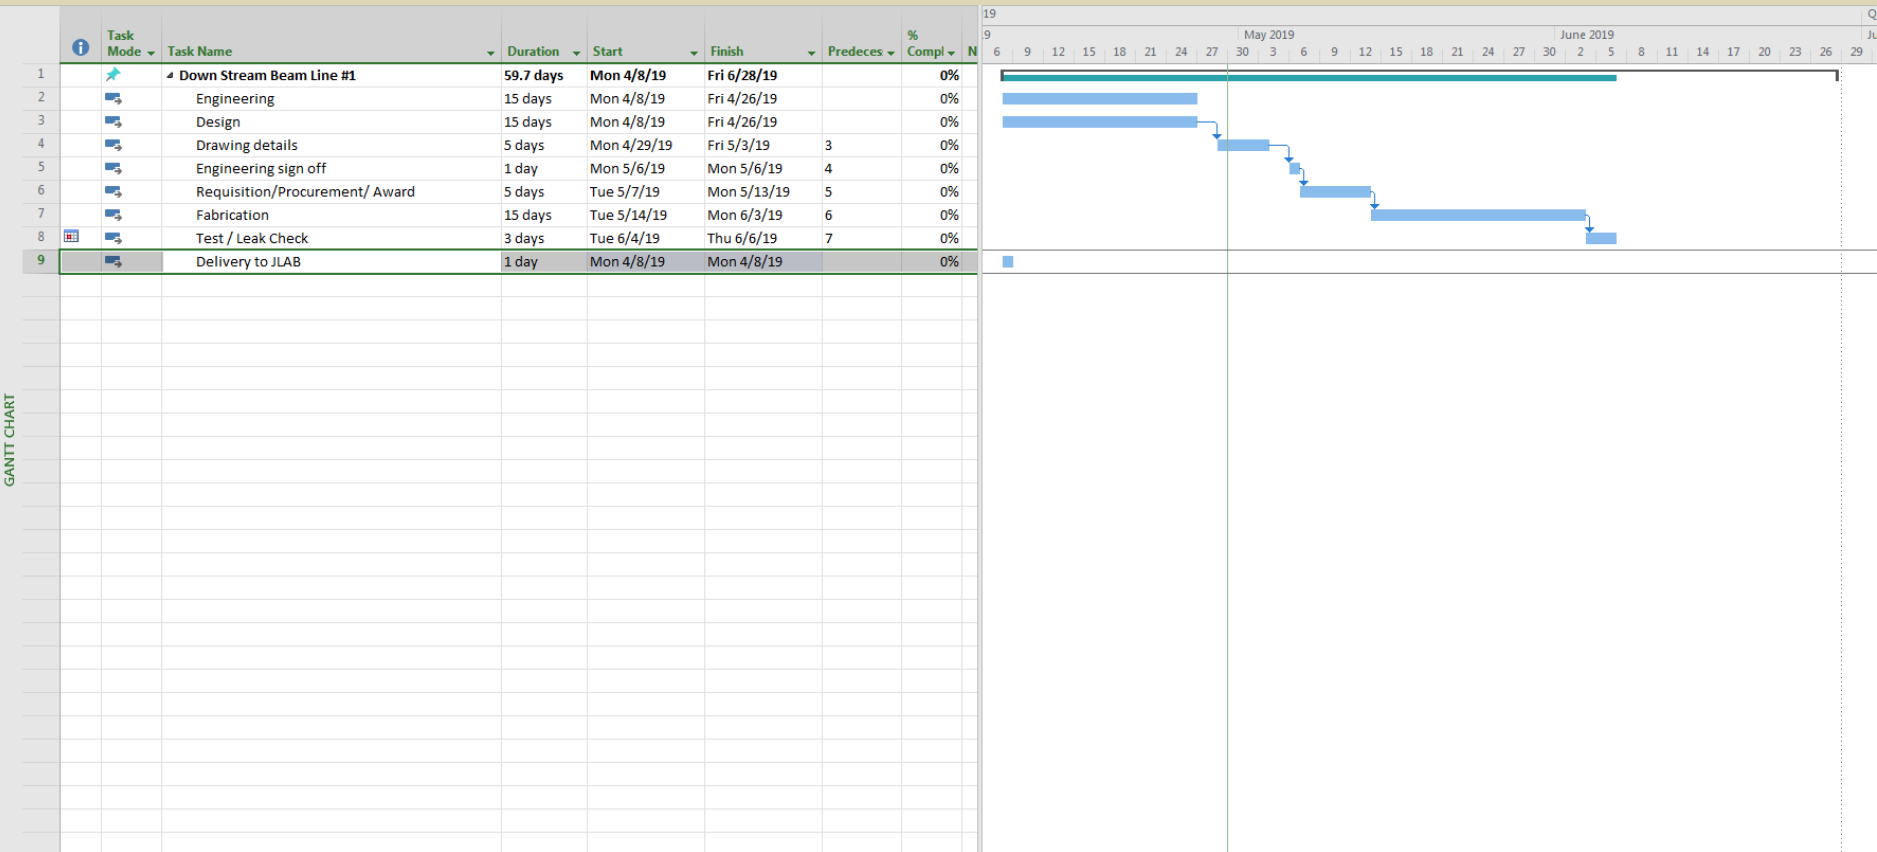 19 Q
9 May 2019 June 2019 Ju
Task Mode Task Name Duration Start Finish Predeces % Compl N
6 9 12 15 18 21 24 27 30 3 6 9 12 15 18 21 24 27 30 2 5 8 11 14 17 20 23 26 29
1 Down Stream Beam Line #1 59.7 days Mon 4/8/19 Fri 6/28/19 0%
2 Engineering 15 days Mon 4/8/19 Fri 4/26/19 0%
3 Design 15 days Mon 4/8/19 Fri 4/26/19 0%
4 Drawing details 5 days Mon 4/29/19 Fri 5/3/19 3 0%
5 Engineering sign off 1 day Mon 5/6/19 Mon 5/6/19 4 0%
6 Requisition/Procurement/ Award 5 days Tue 5/7/19 Mon 5/13/19 5 0%
7 Fabrication 15 days Tue 5/14/19 Mon 6/3/19 6 0%
8 Test / Leak Check 3 days Tue 6/4/19 Thu 6/6/19 7 0%
9 Delivery to JLAB 1 day Mon 4/8/19 Mon 4/8/19 0%
GANTT CHART